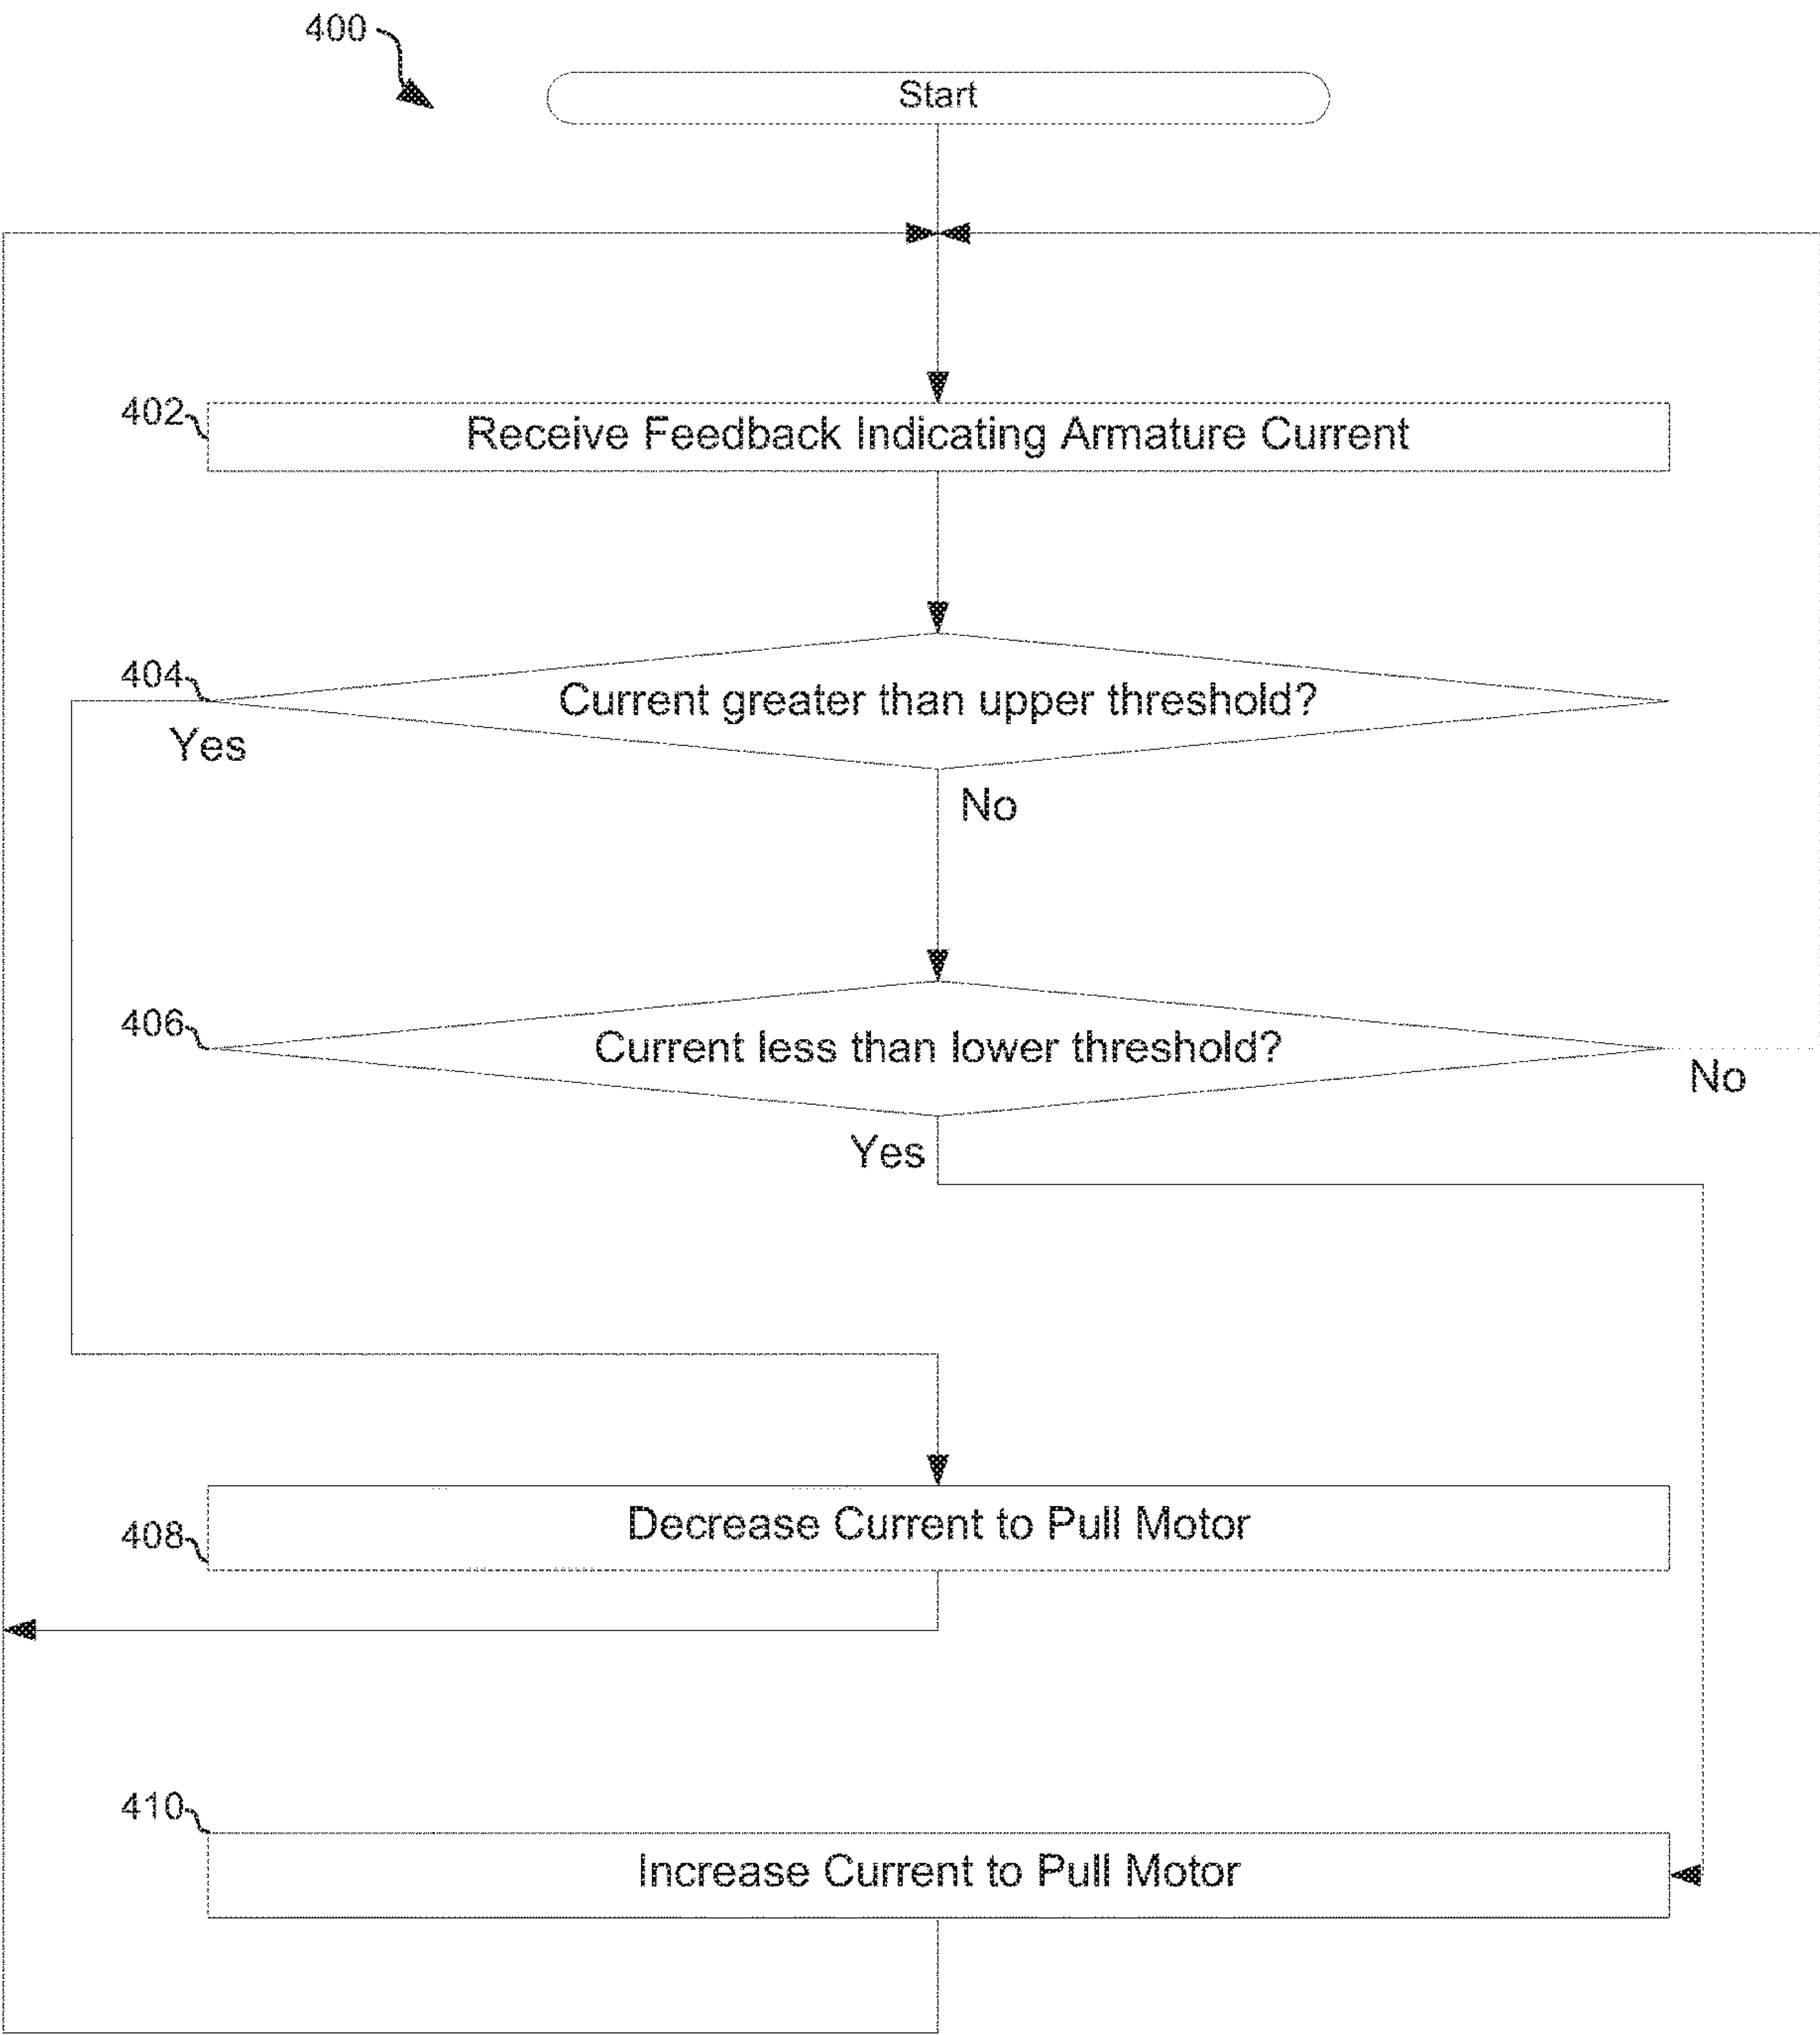 400
Start
402
Receive Feedback Indicating Armature Current
404
Current greater than upper threshold?
Yes
No
406
Current less than lower threshold?
No
Yes
408
Decrease Current to Pull Motor
410
Increase Current to Pull Motor